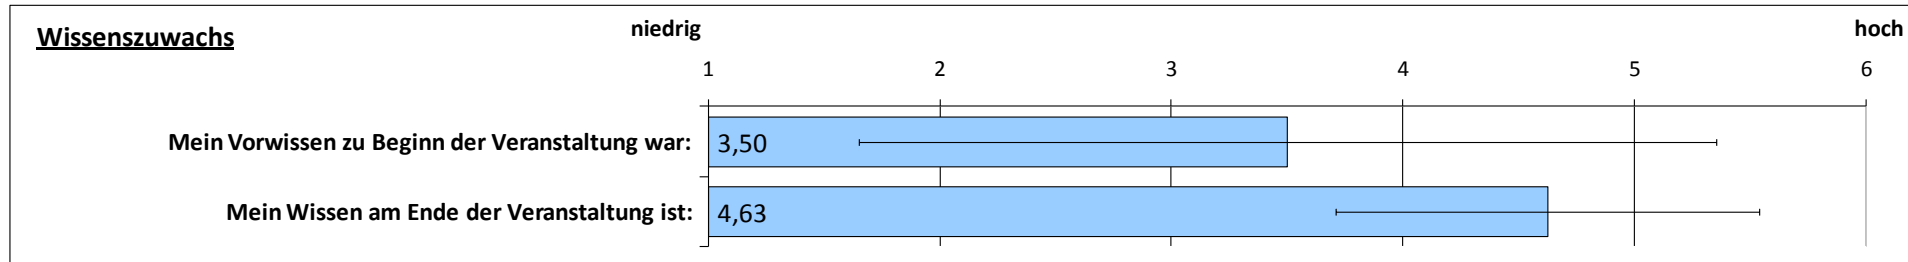 Wissenszuwachs
niedrig hoch
1 2 3 4 5 6
Mein Vorwissen zu Beginn der Veranstaltung war: 3,50
Mein Wissen am Ende der Veranstaltung ist: 4,63